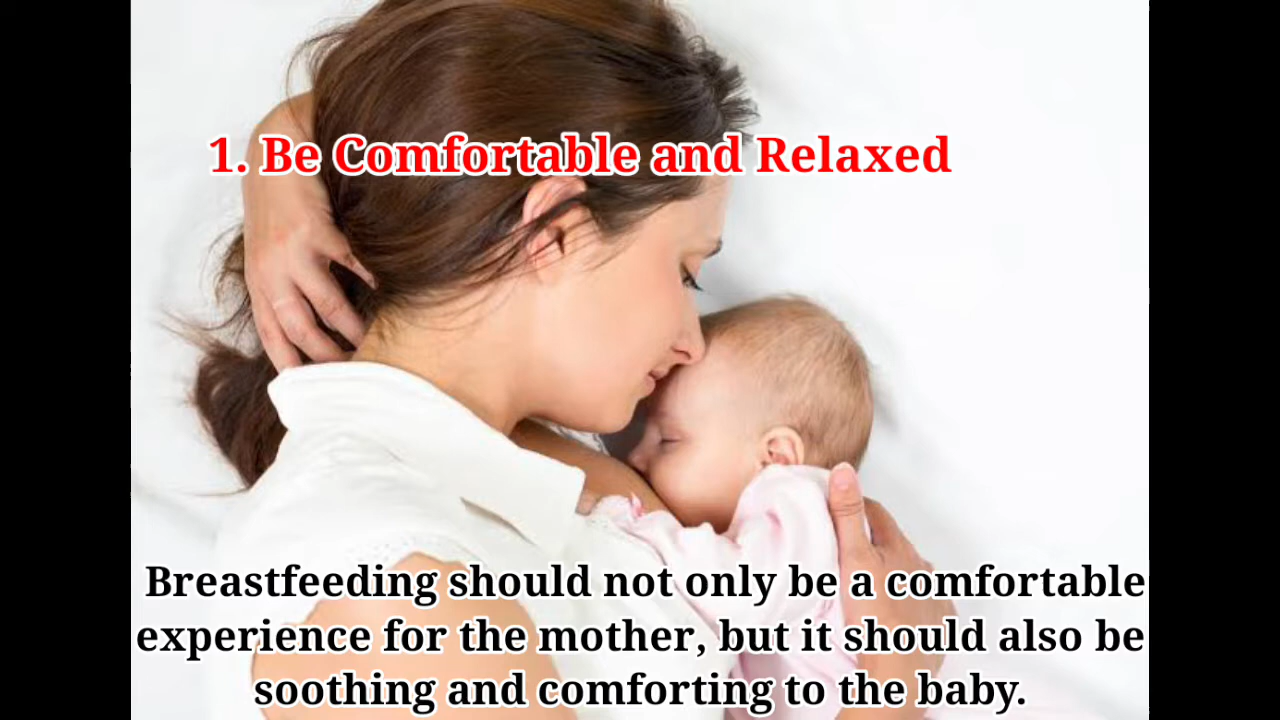 1. Be Comfortable and Relaxed
Breastfeeding should not only be a comfortable
experience for the mother, but it should also be
soothing and comforting to the baby.